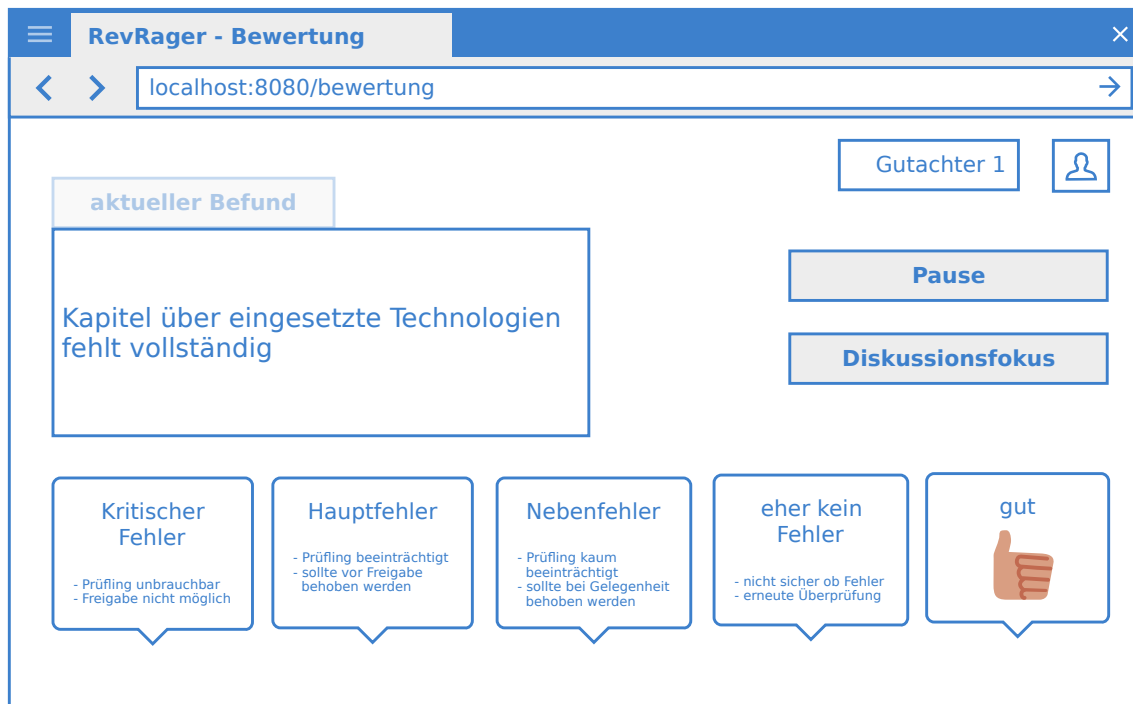 RevRager - Bewertung
localhost:8080/bewertung
Gutachter 1
aktueller Befund
Kapitel über eingesetzte Technologien
fehlt vollständig
Pause
Diskussionsfokus
Kritischer
Fehler
- Prüfling unbrauchbar
- Freigabe nicht möglich
Hauptfehler
- Prüfling beeinträchtigt
- sollte vor Freigabe
behoben werden
Nebenfehler
- Prüfling kaum
beeinträchtigt
- sollte bei Gelegenheit
behoben werden
eher kein
Fehler
- nicht sicher ob Fehler
- erneute Überprüfung
gut